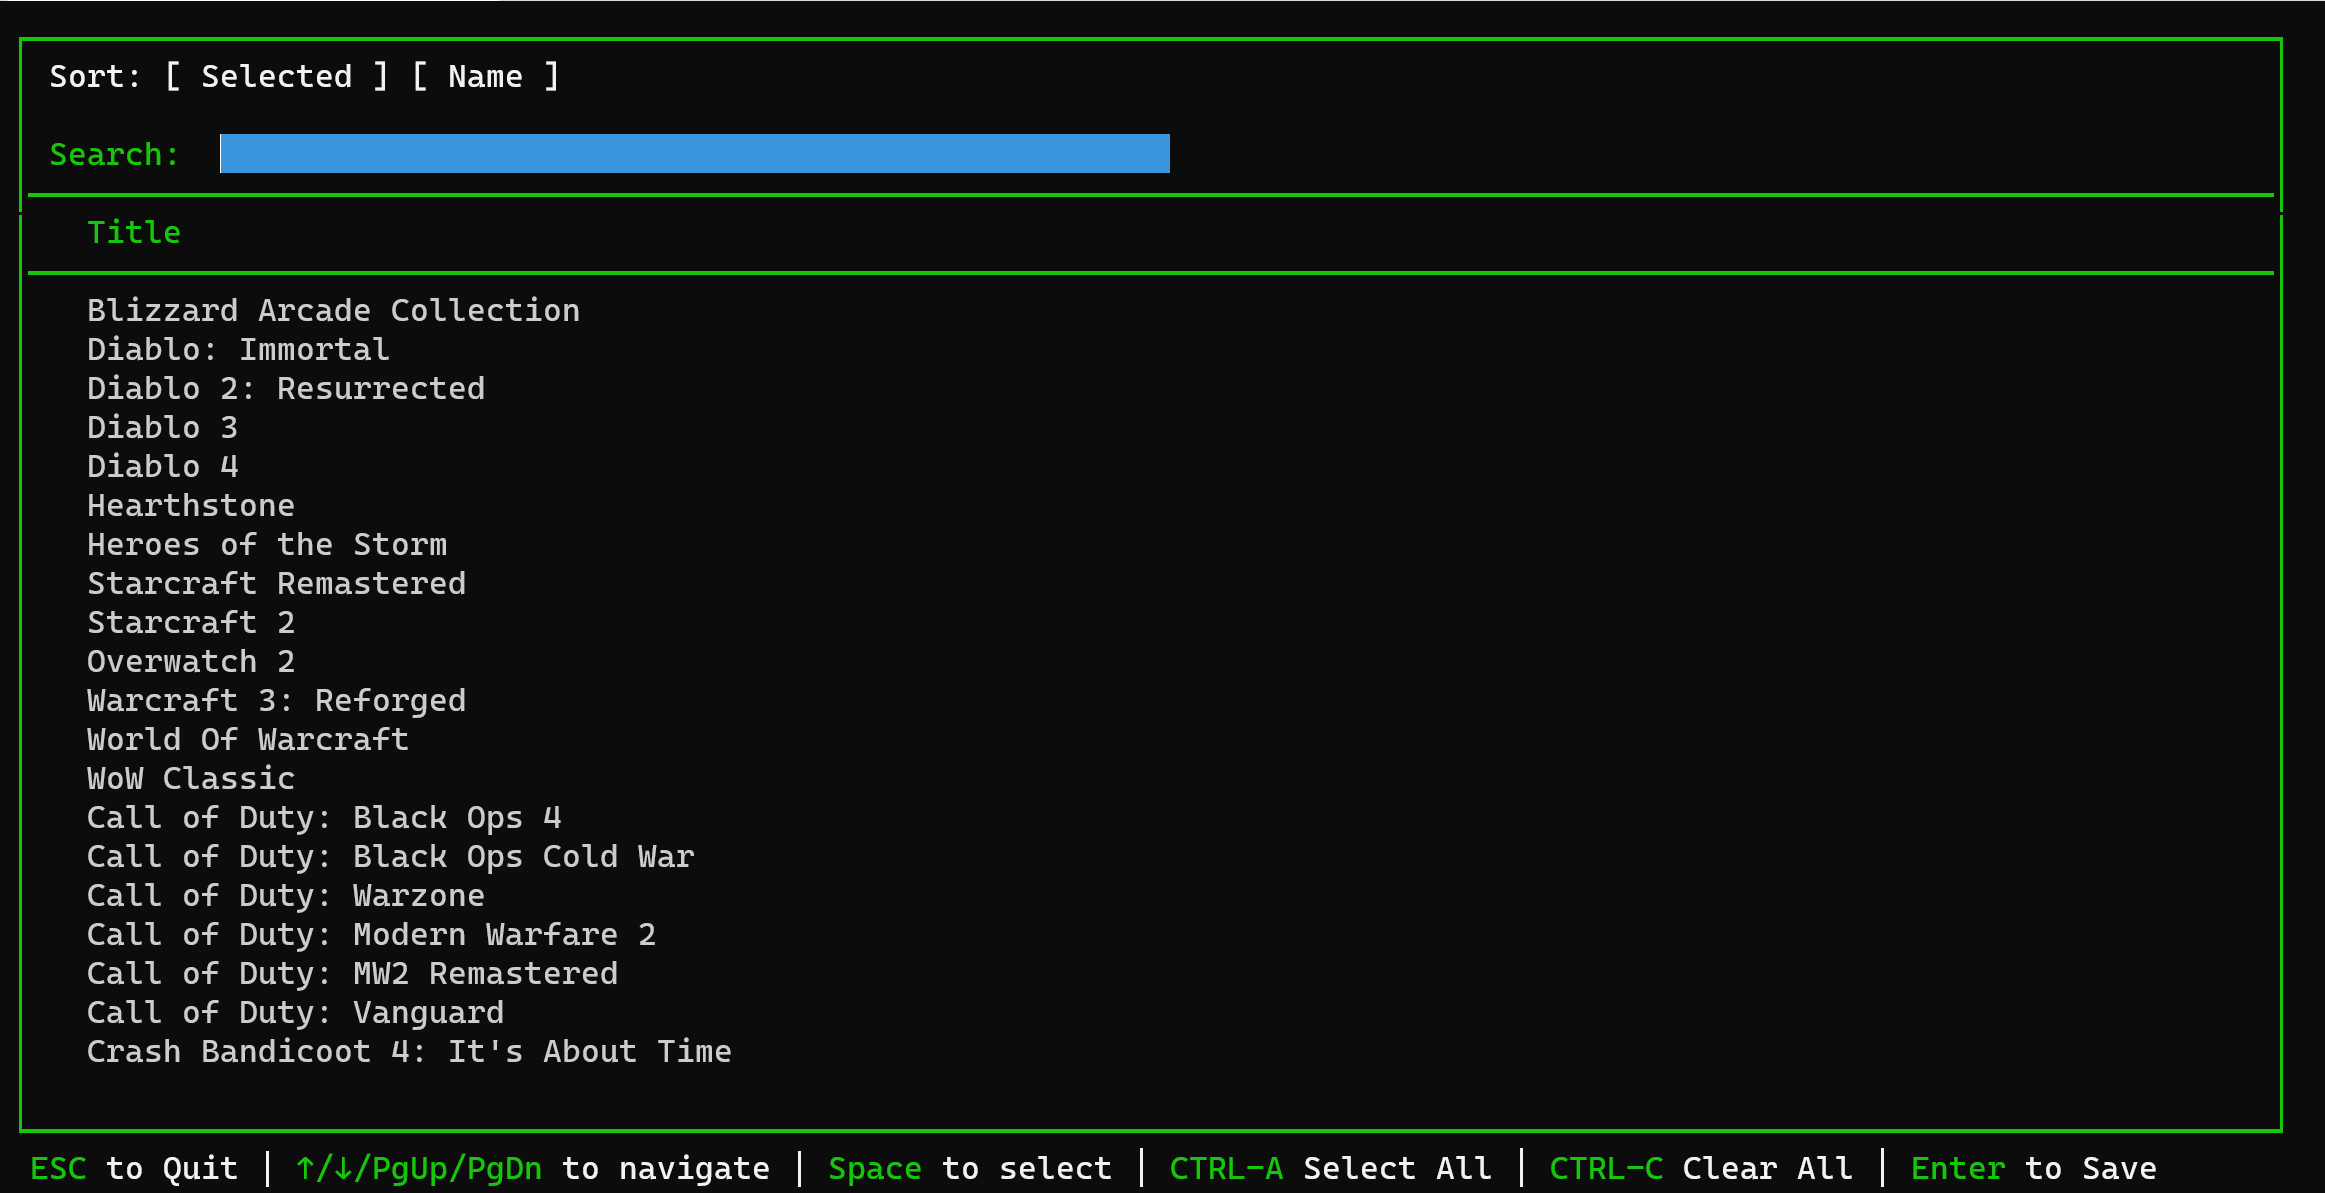 Sort: [ Selected ] [ Name ]
Search:
Title
Blizzard Arcade Collection
Diablo: Immortal
Diablo 2: Resurrected
Diablo 3
Diablo 4
Hearthstone
Heroes of the Storm
Starcraft Remastered
Starcraft 2
Overwatch 2
Warcraft 3: Reforged
World Of Warcraft
WoW Classic
Call of Duty: Black Ops 4
Call of Duty: Black Ops Cold War
Call of Duty: Warzone
Call of Duty: Modern Warfare 2
Call of Duty: MW2 Remastered
Call of Duty: Vanguard
Crash Bandicoot 4: It's About Time
ESC to Quit │ ↑/↓/PgUp/PgDn to navigate │ Space to select │ CTRL-A Select All │ CTRL-C Clear All │ Enter to Save